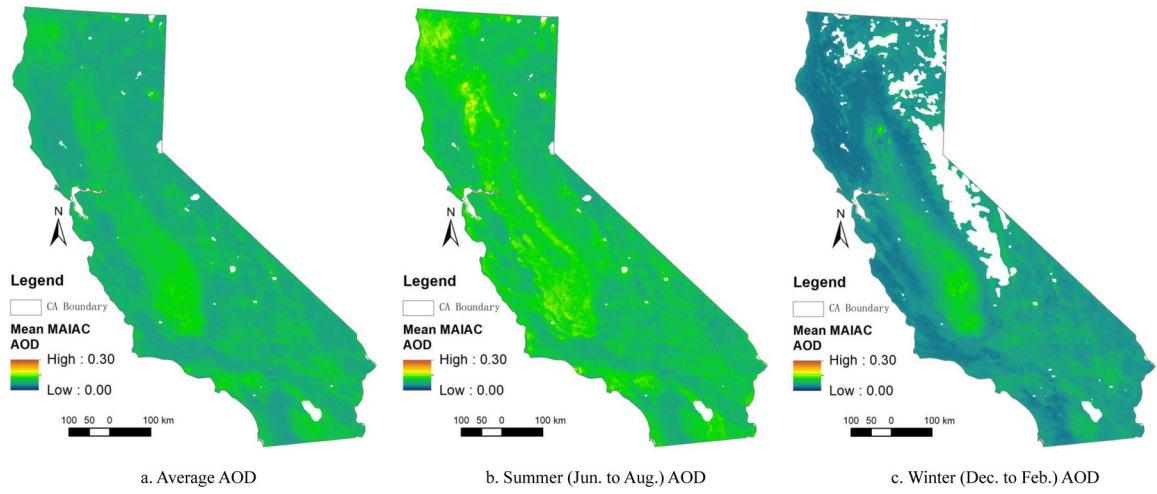 N
Legend
CA Boundary
Mean MAIAC
AOD
High : 0.30
Low : 0.00
100 50 0 100 km
a. Average AOD
N
Legend
CA Boundary
Mean MAIAC
AOD
High : 0.30
Low : 0.00
100 50 0 100 km
b. Summer (Jun. to Aug.) AOD
N
Legend
CA Boundary
Mean MAIAC
AOD
High : 0.30
Low : 0.00
100 50 0 100 km
c. Winter (Dec. to Feb.) AOD